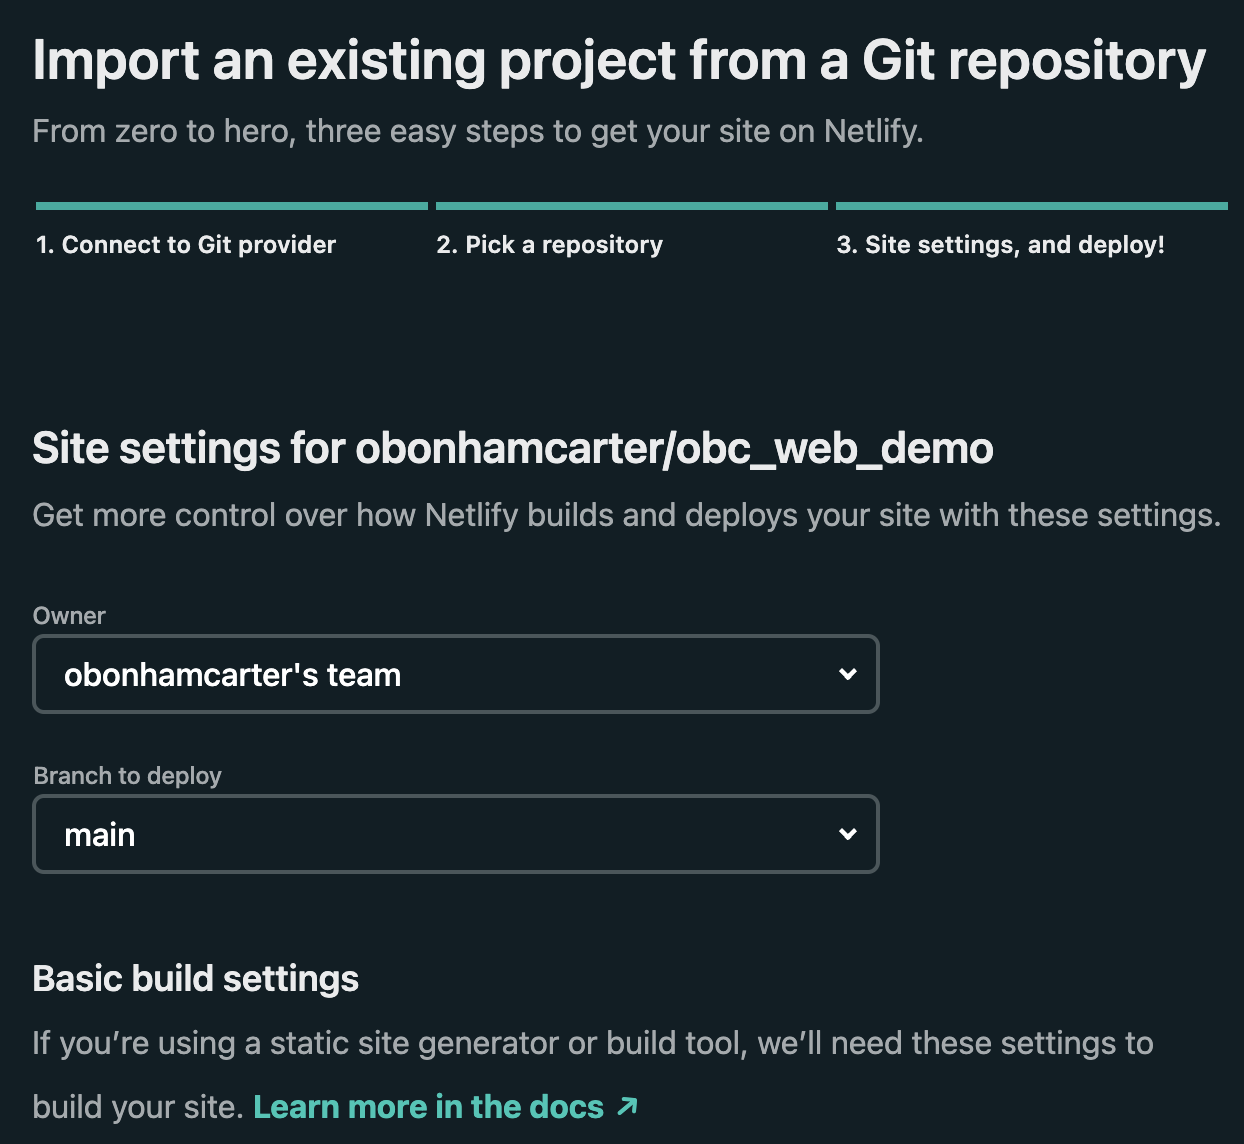 Import an existing project from a Git repository
From zero to hero, three easy steps to get your site on Netlify.
1. Connect to Git provider
2. Pick a repository
3. Site settings, and deploy!
Site settings for obonhamcarter/obc_web_demo
Get more control over how Netlify builds and deploys your site with these settings.
Owner
obonhamcarter's team
Branch to deploy
main
Basic build settings
If you’re using a static site generator or build tool, we’ll need these settings to
build your site. Learn more in the docs ↗